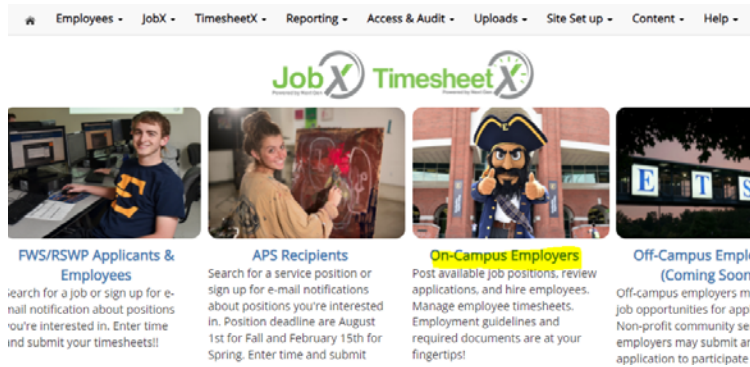 Employees JobX TimesheetX Reporting Access & Audit Uploads Site Set up Content Help
JobX TimesheetX
E T S
FWS/RSWP Applicants &
Employees
Search for a job or sign up for e-
mail notification about positions
you're interested in. Enter time
and submit your timesheets!!
APS Recipients
Search for a service position or
sign up for e-mail notifications
about positions you're interested
in. Position deadline are August
1st for Fall and February 15th for
Spring. Enter time and submit
On-Campus Employers
Post available job positions, review
applications, and hire employees.
Manage employee timesheets.
Employment guidelines and
required documents are at your
fingertips!
Off-Campus Emplo
(Coming Soon
Off-campus employers m
job opportunities for appl
Non-profit community se
employers may submit an
application to participate